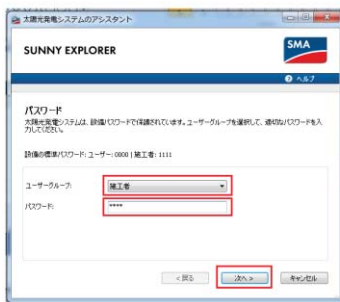 太陽光発電システムのアシスタント
SUNNY EXPLORER
SMA
ヘルプ
パスワード
太陽光発電システムは、設備パスワードで保護されています。ユーザーグループを選択して、適切なパスワードを入
力してください。
設備の標準パスワード: ユーザー: 0000 | 施工者: 1111
ユーザーグループ:
施工者
パスワード:
****
< 戻る
次へ >
キャンセル